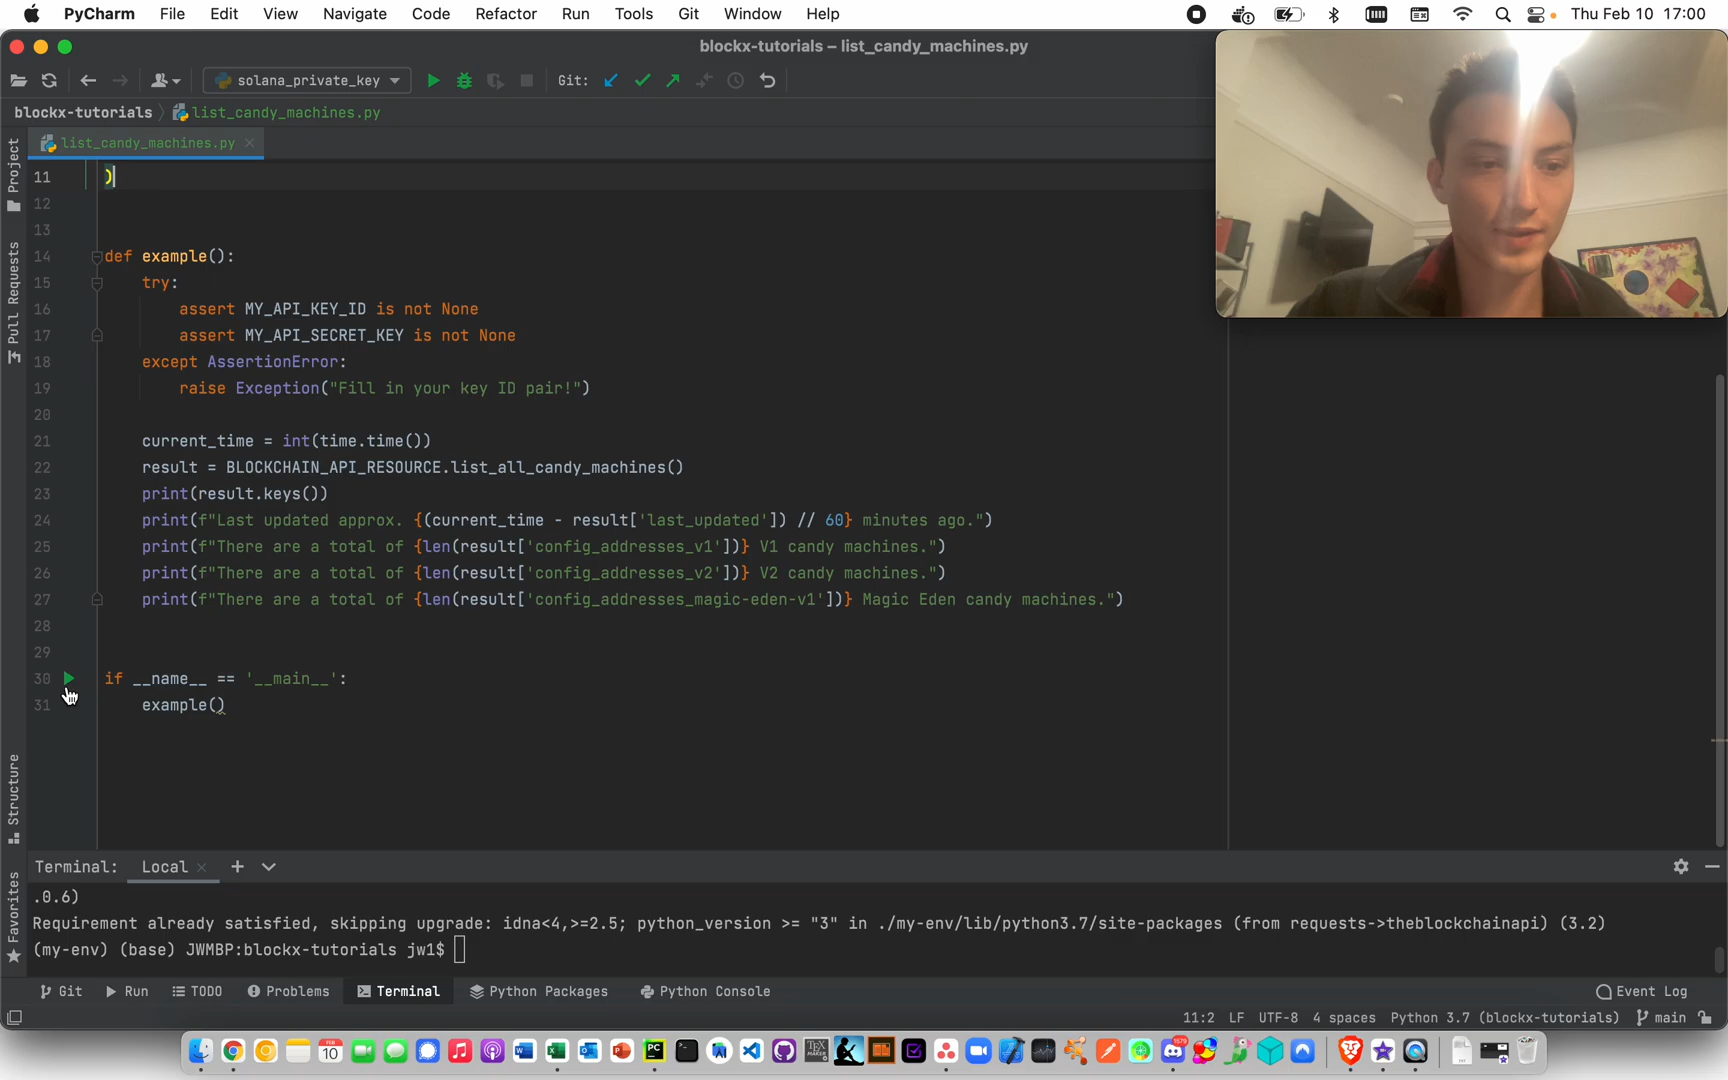 PyCharm File Edit View Navigate Code Refactor Run Tools Git Window Help Thu Feb 10 17:00
blockx-tutorials – list_candy_machines.py
solana_private_key Git:
blockx-tutorials list_candy_machines.py
list_candy_machines.py
Project
Pull Requests
Structure
Favorites
11 )
12
13
14 def example():
15 try:
16 assert MY_API_KEY_ID is not None
17 assert MY_API_SECRET_KEY is not None
18 except AssertionError:
19 raise Exception("Fill in your key ID pair!")
20
21 current_time = int(time.time())
22 result = BLOCKCHAIN_API_RESOURCE.list_all_candy_machines()
23 print(result.keys())
24 print(f"Last updated approx. {(current_time - result['last_updated']) // 60} minutes ago.")
25 print(f"There are a total of {len(result['config_addresses_v1'])} V1 candy machines.")
26 print(f"There are a total of {len(result['config_addresses_v2'])} V2 candy machines.")
27 print(f"There are a total of {len(result['config_addresses_magic-eden-v1'])} Magic Eden candy machines.")
28
29
30 if __name__ == '__main__':
31 example()
Terminal: Local
.0.6)
Requirement already satisfied, skipping upgrade: idna<4,>=2.5; python_version >= "3" in ./my-env/lib/python3.7/site-packages (from requests->theblockchainapi) (3.2)
(my-env) (base) JWMBP:blockx-tutorials jw1$
Git Run TODO Problems Terminal Python Packages Python Console Event Log
11:2 LF UTF-8 4 spaces Python 3.7 (blockx-tutorials) main